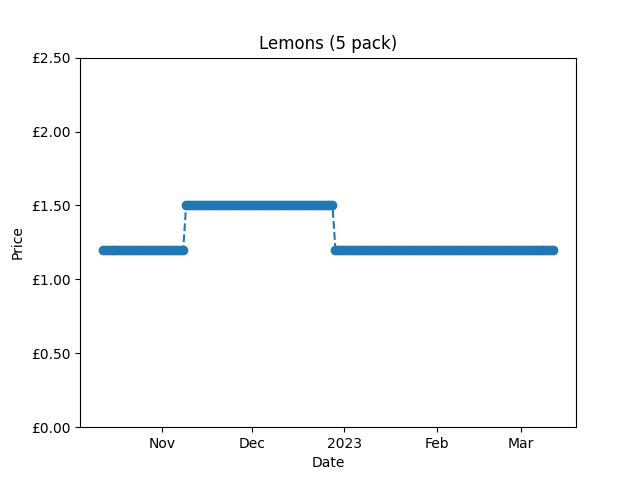 Lemons (5 pack)
£2.50
£2.00
£1.50
£1.00
£0.50
£0.00
Price
Nov Dec 2023 Feb Mar
Date